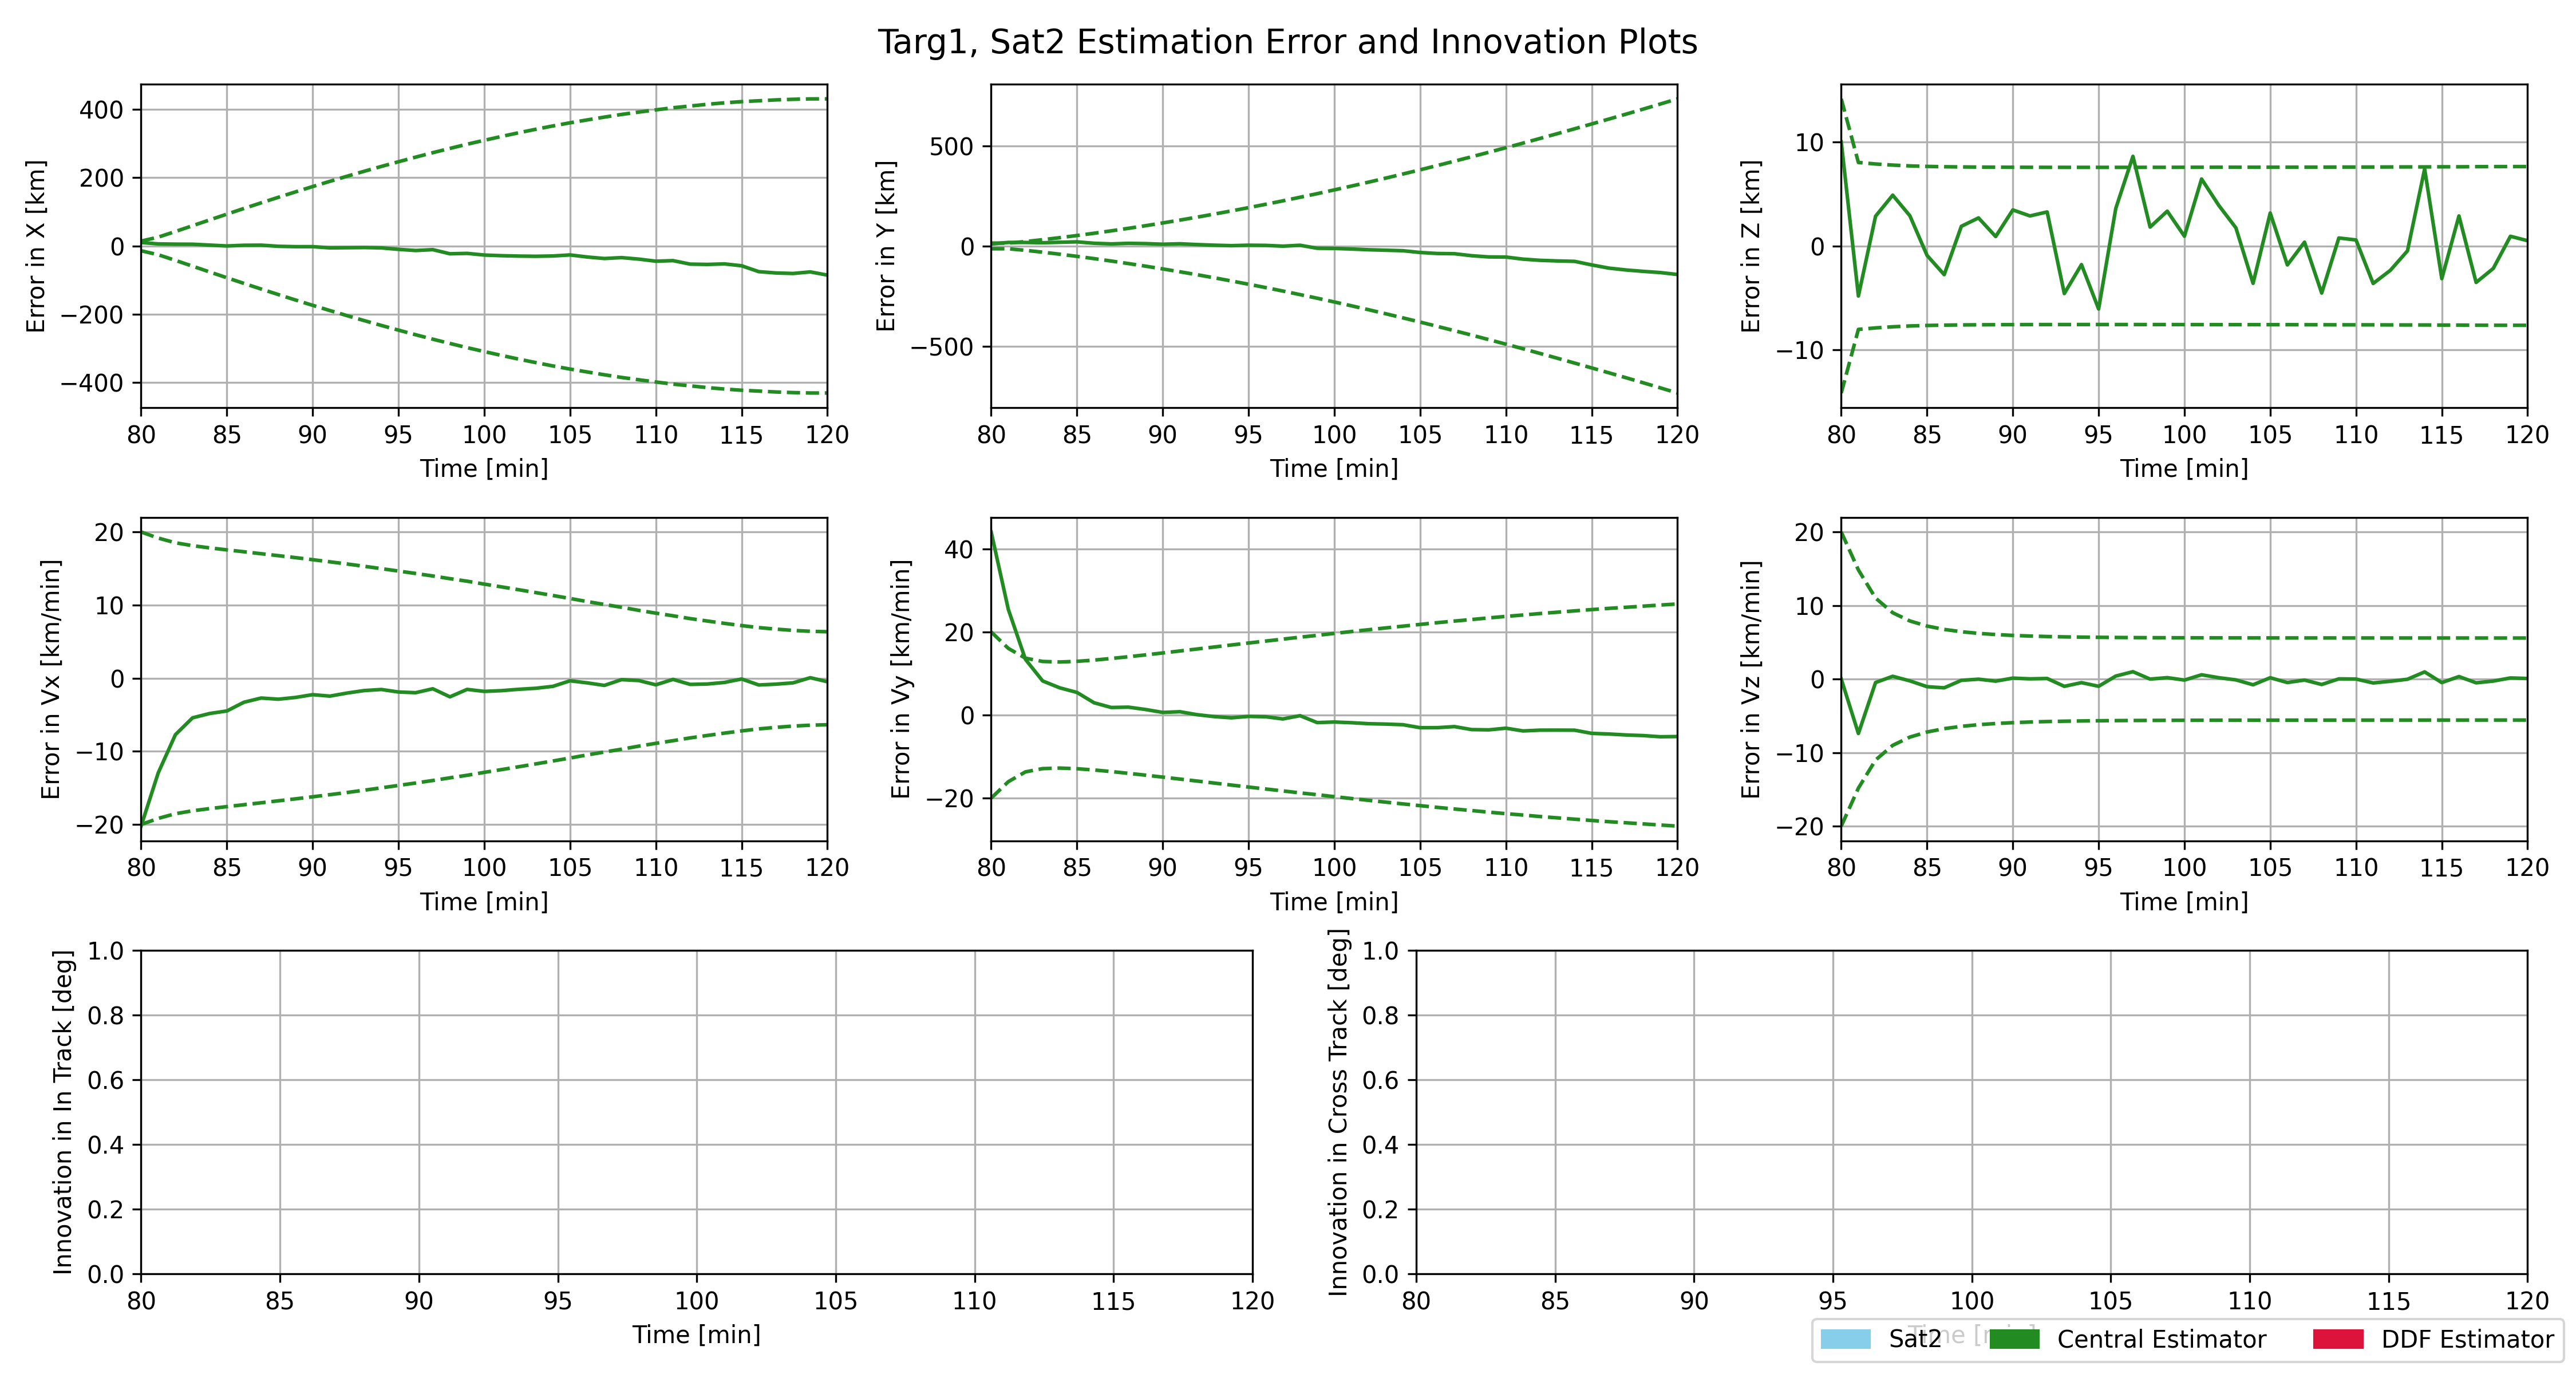 Targ1, Sat2 Estimation Error and Innovation Plots
Error in X [km]
400
200
0
−200
−400
80 85 90 95 100 105 110 115 120
Time [min]
Error in Y [km]
500
0
−500
80 85 90 95 100 105 110 115 120
Time [min]
Error in Z [km]
10
0
−10
80 85 90 95 100 105 110 115 120
Time [min]
Error in Vx [km/min]
20
10
0
−10
−20
80 85 90 95 100 105 110 115 120
Time [min]
Error in Vy [km/min]
40
20
0
−20
80 85 90 95 100 105 110 115 120
Time [min]
Error in Vz [km/min]
20
10
0
−10
−20
80 85 90 95 100 105 110 115 120
Time [min]
Innovation in In Track [deg]
1.0
0.8
0.6
0.4
0.2
0.0
80 85 90 95 100 105 110 115 120
Time [min]
Innovation in Cross Track [deg]
1.0
0.8
0.6
0.4
0.2
0.0
80 85 90 95 100 105 110 115 120
Time [min]
Sat2 Central Estimator DDF Estimator